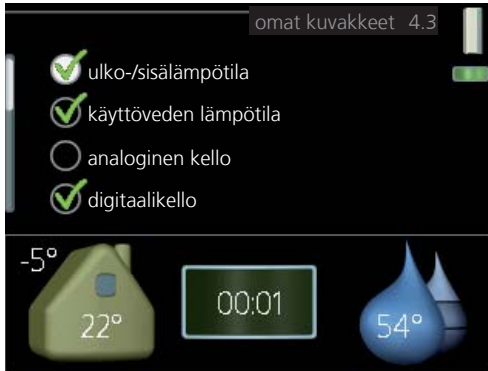 omat kuvakkeet 4.3
ulko-/sisälämpötila
käyttöveden lämpötila
analoginen kello
digitaalikello
-5°
22°
00:01
54°